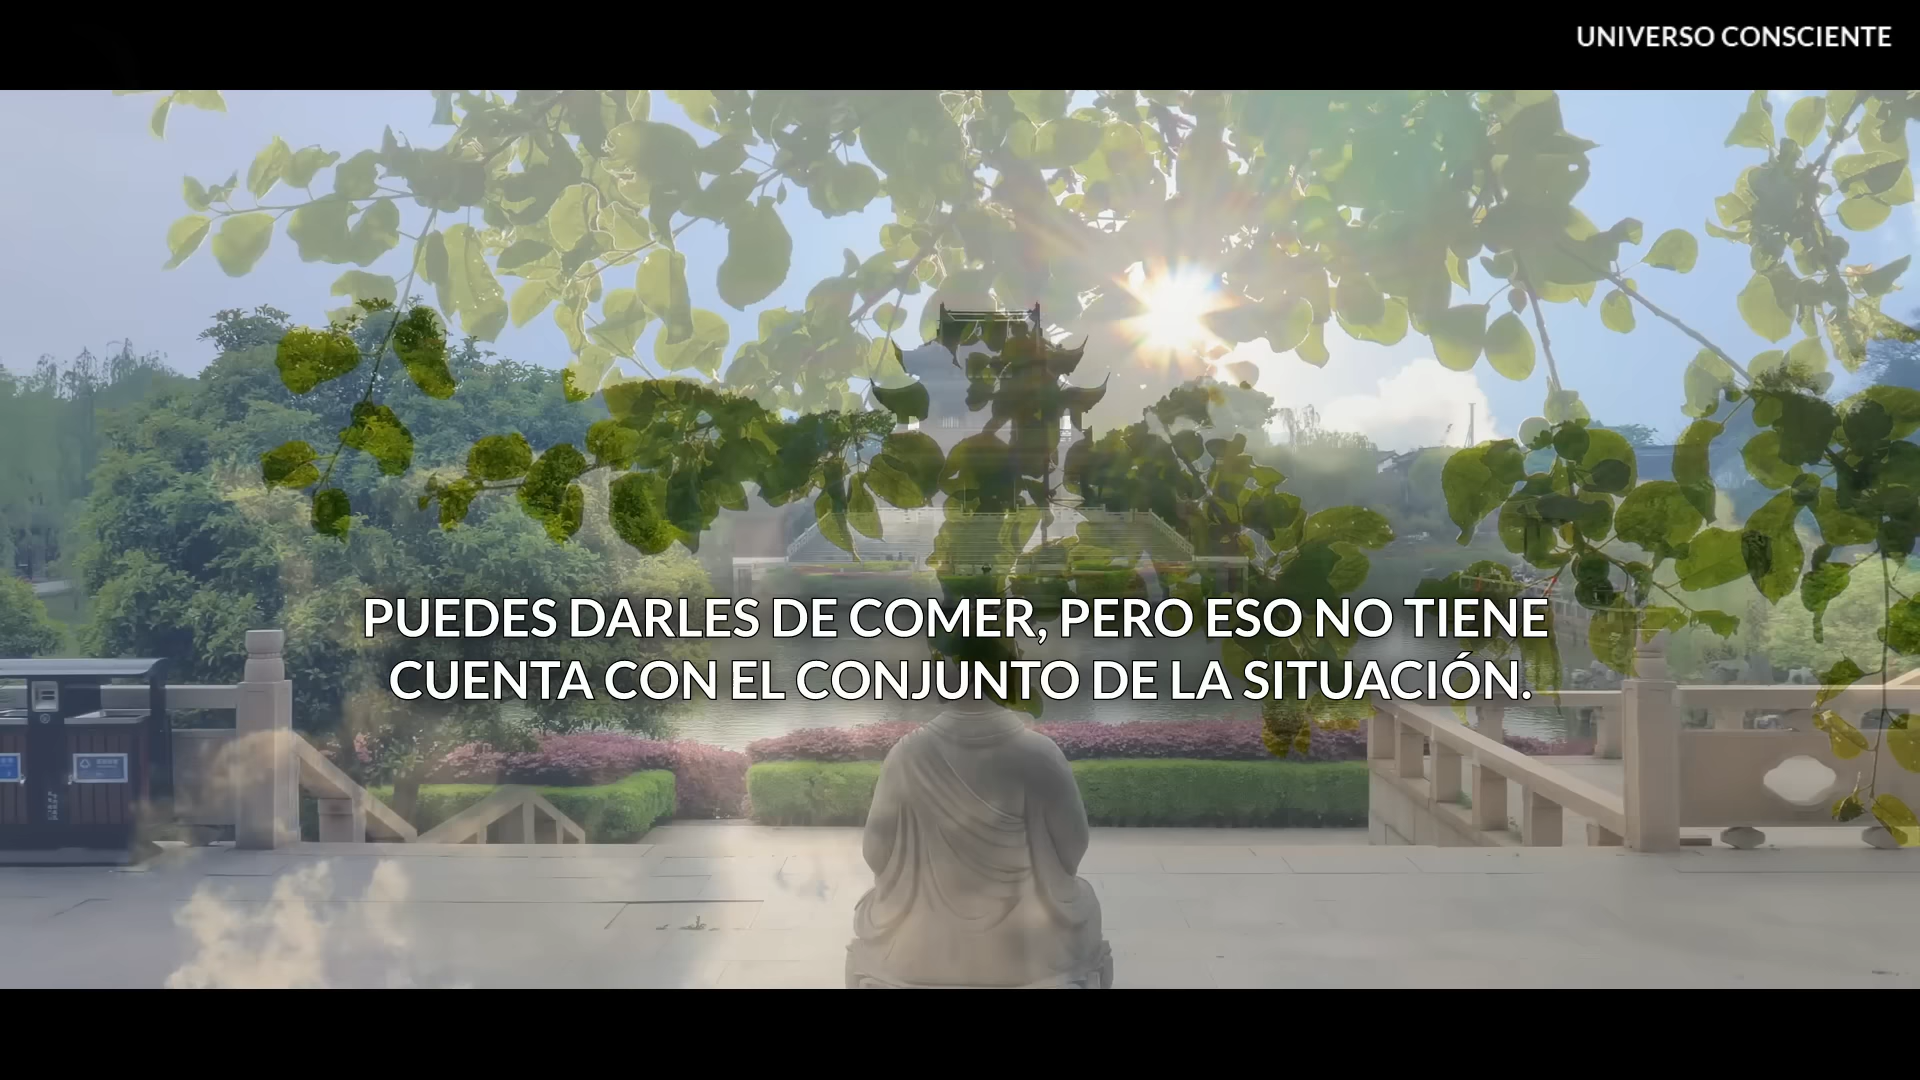 UNIVERSO CONSCIENTE
PUEDES DARLES DE COMER, PERO ESO NO TIENE
CUENTA CON EL CONJUNTO DE LA SITUACIÓN.